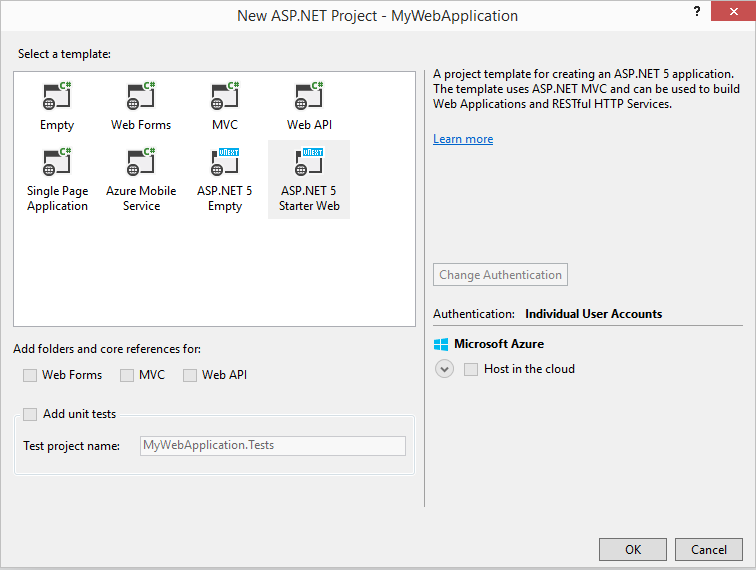 New ASP.NET Project - MyWebApplication
?
Select a template:
C# C# C# C#
Empty Web Forms MVC Web API
C# C# vNEXT vNEXT
Single Page Azure Mobile ASP.NET 5 ASP.NET 5
Application Service Empty Starter Web
A project template for creating an ASP.NET 5 application.
The template uses ASP.NET MVC and can be used to build
Web Applications and RESTful HTTP Services.
Learn more
Change Authentication
Authentication: Individual User Accounts
Microsoft Azure
Host in the cloud
Add folders and core references for:
Web Forms MVC Web API
Add unit tests
Test project name: MyWebApplication.Tests
OK Cancel